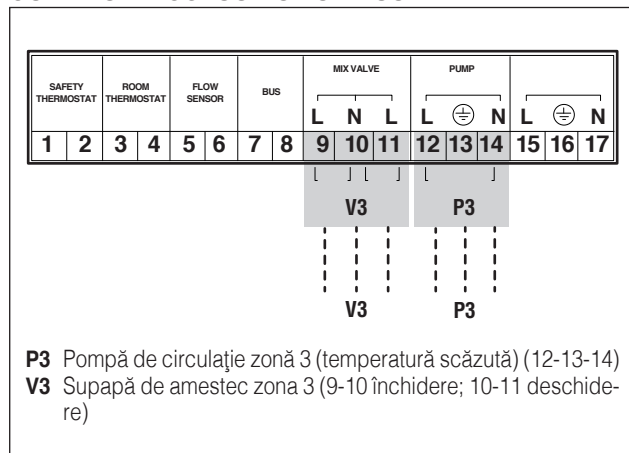 MIX VALVE PUMP
SAFETY THERMOSTAT ROOM THERMOSTAT FLOW SENSOR BUS
L N L L N L N
1 2 3 4 5 6 7 8 9 10 11 12 13 14 15 16 17
V3 P3
V3 P3
P3 Pompă de circulaţie zonă 3 (temperatură scăzută) (12-13-14)
V3 Supapă de amestec zona 3 (9-10 închidere; 10-11 deschide-
re)